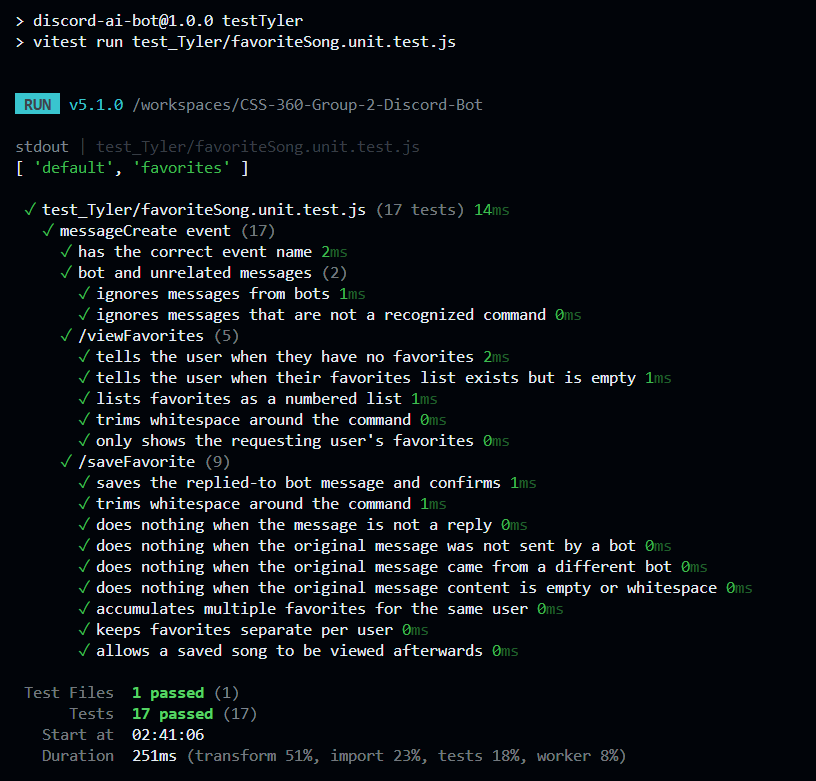 > discord-ai-bot@1.0.0 testTyler
> vitest run test_Tyler/favoriteSong.unit.test.js
RUN v5.1.0 /workspaces/CSS-360-Group-2-Discord-Bot
stdout | test_Tyler/favoriteSong.unit.test.js
[ 'default', 'favorites' ]
✓ test_Tyler/favoriteSong.unit.test.js (17 tests) 14ms
✓ messageCreate event (17)
✓ has the correct event name 2ms
✓ bot and unrelated messages (2)
✓ ignores messages from bots 1ms
✓ ignores messages that are not a recognized command 0ms
✓ /viewFavorites (5)
✓ tells the user when they have no favorites 2ms
✓ tells the user when their favorites list exists but is empty 1ms
✓ lists favorites as a numbered list 1ms
✓ trims whitespace around the command 0ms
✓ only shows the requesting user's favorites 0ms
✓ /saveFavorite (9)
✓ saves the replied-to bot message and confirms 1ms
✓ trims whitespace around the command 1ms
✓ does nothing when the message is not a reply 0ms
✓ does nothing when the original message was not sent by a bot 0ms
✓ does nothing when the original message came from a different bot 0ms
✓ does nothing when the original message content is empty or whitespace 0ms
✓ accumulates multiple favorites for the same user 0ms
✓ keeps favorites separate per user 0ms
✓ allows a saved song to be viewed afterwards 0ms
Test Files 1 passed (1)
Tests 17 passed (17)
Start at 02:41:06
Duration 251ms (transform 51%, import 23%, tests 18%, worker 8%)